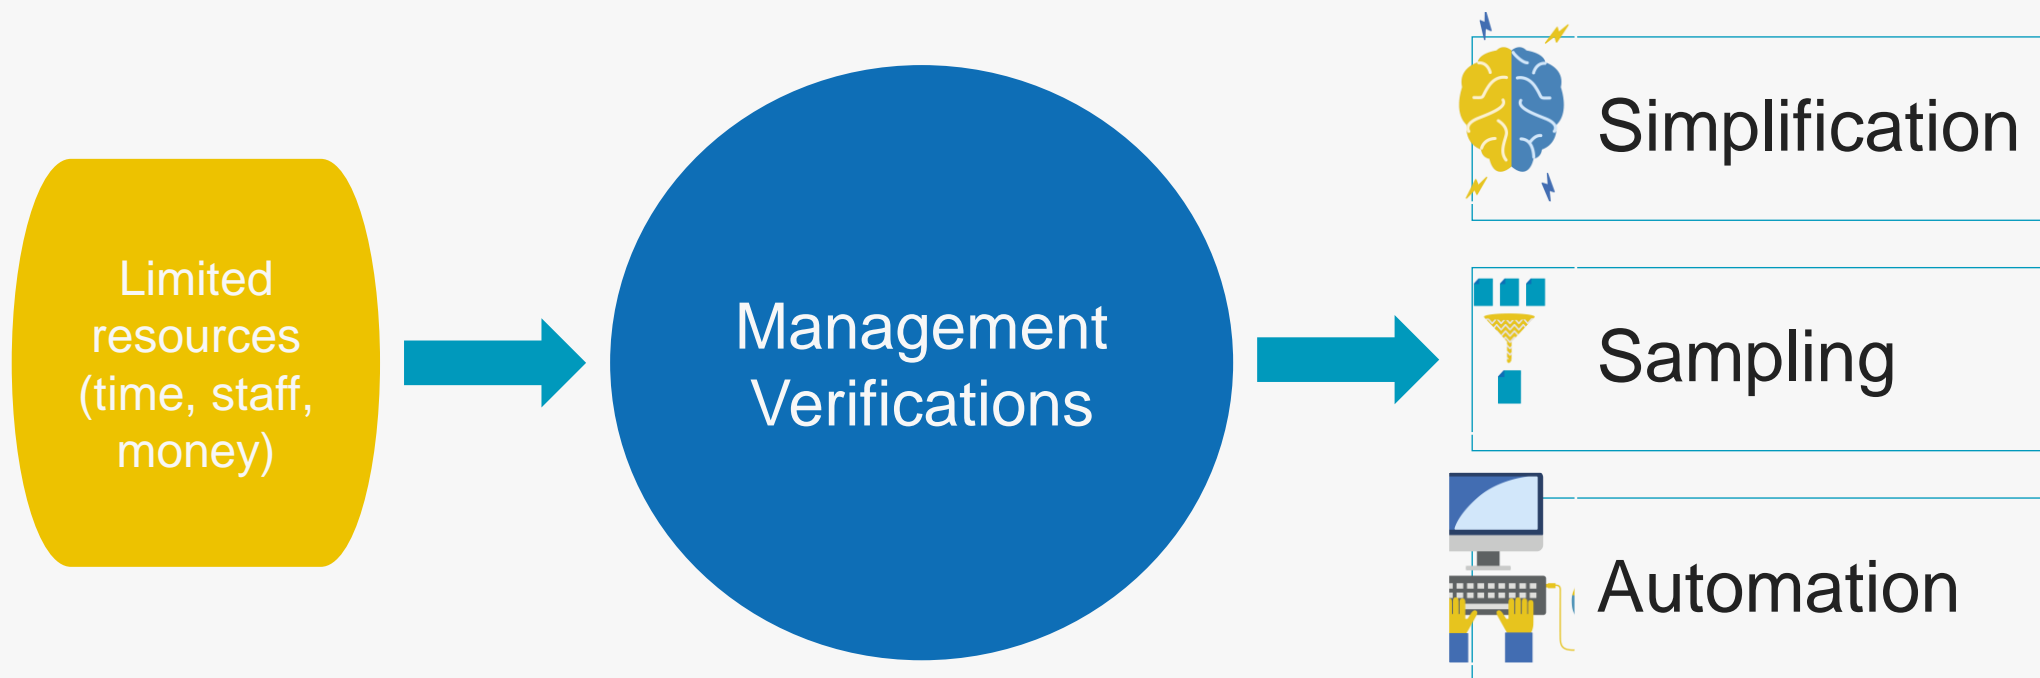 Limited
resources
(time, staff,
money)
Management
Verifications
Simplification
Sampling
Automation